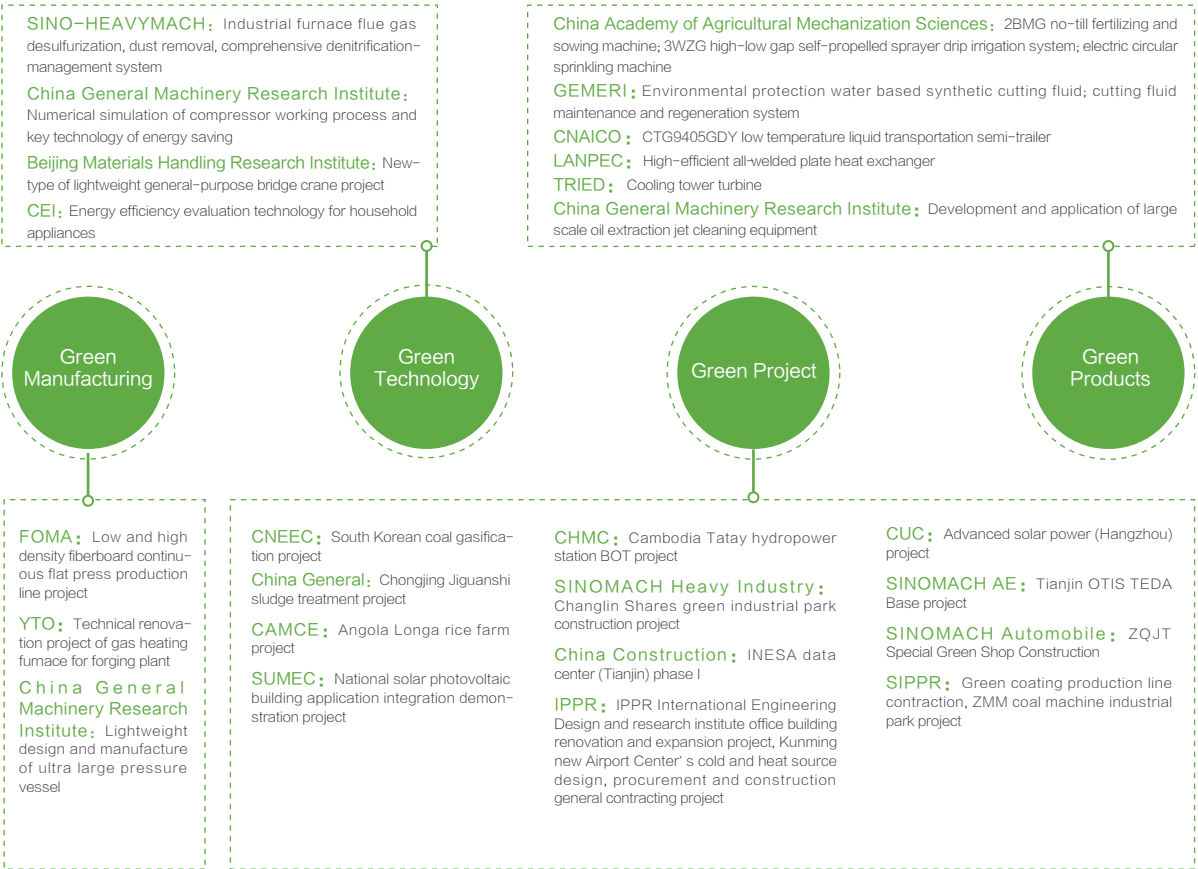 SINO-HEAVYMACH: Industrial furnace flue gas
desulfurization, dust removal, comprehensive denitrification-
management system
China General Machinery Research Institute:
Numerical simulation of compressor working process and
key technology of energy saving
Beijing Materials Handling Research Institute: New-
type of lightweight general-purpose bridge crane project
CEI: Energy efficiency evaluation technology for household
appliances
China Academy of Agricultural Mechanization Sciences: 2BMG no-till fertilizing and
sowing machine; 3WZG high-low gap self-propelled sprayer drip irrigation system; electric circular
sprinkling machine
GEMERI: Environmental protection water based synthetic cutting fluid; cutting fluid
maintenance and regeneration system
CNAICO: CTG9405GDY low temperature liquid transportation semi-trailer
LANPEC: High-efficient all-welded plate heat exchanger
TRIED: Cooling tower turbine
China General Machinery Research Institute: Development and application of large
scale oil extraction jet cleaning equipment
Green
Manufacturing
Green
Technology
Green Project
Green
Products
FOMA: Low and high
density fiberboard continu-
ous flat press production
line project
YTO: Technical renova-
tion project of gas heating
furnace for forging plant
China General
Machinery Research
Institute: Lightweight
design and manufacture
of ultra large pressure
vessel
CNEEC: South Korean coal gasifica-
tion project
China General: Chongjing Jiguanshi
sludge treatment project
CAMCE: Angola Longa rice farm
project
SUMEC: National solar photovoltaic
building application integration demon-
stration project
CHMC: Cambodia Tatay hydropower
station BOT project
SINOMACH Heavy Industry:
Changlin Shares green industrial park
construction project
China Construction: INESA data
center (Tianjin) phase I
IPPR: IPPR International Engineering
Design and research institute office building
renovation and expansion project, Kunming
new Airport Center's cold and heat source
design, procurement and construction
general contracting project
CUC: Advanced solar power (Hangzhou)
project
SINOMACH AE: Tianjin OTIS TEDA
Base project
SINOMACH Automobile: ZQJT
Special Green Shop Construction
SIPPR: Green coating production line
contraction, ZMM coal machine industrial
park project